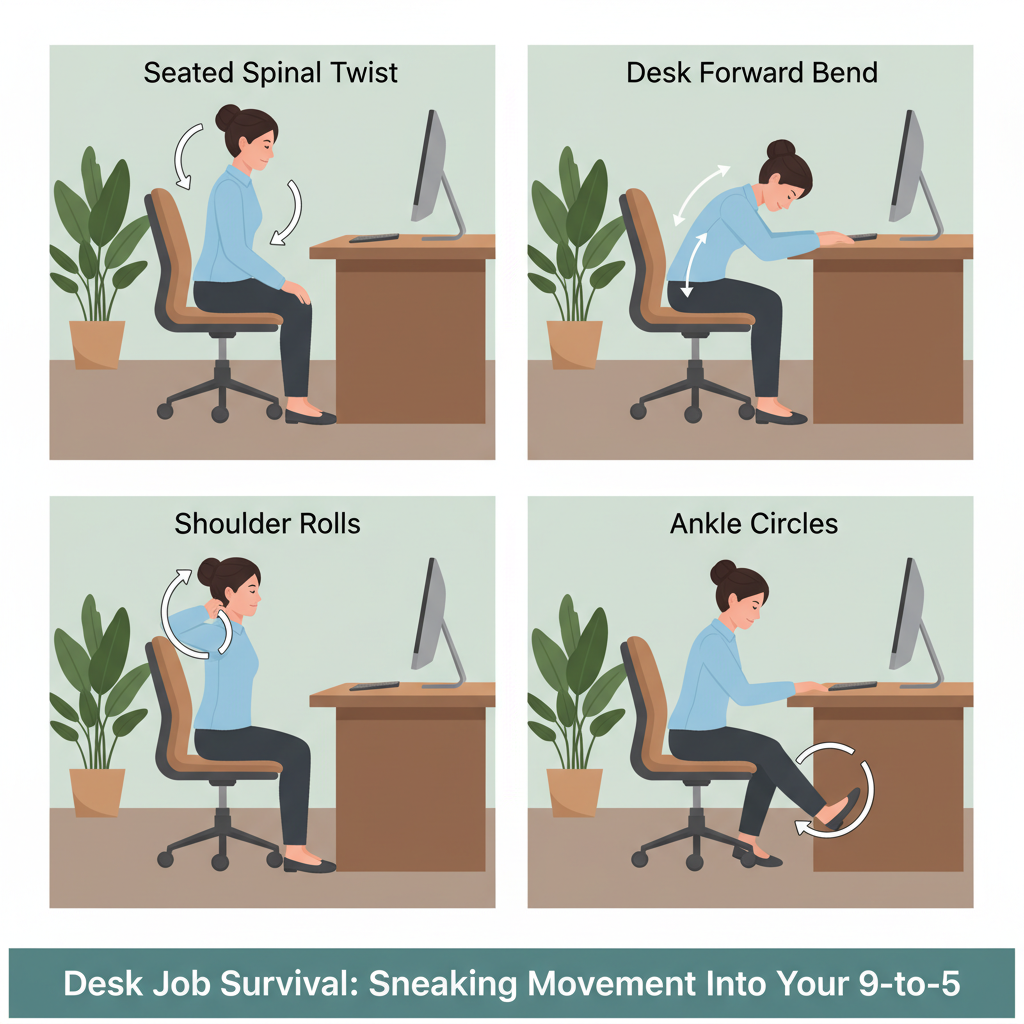 Seated Spinal Twist
Desk Forward Bend
Shoulder Rolls
Ankle Circles
Desk Job Survival: Sneaking Movement Into Your 9-to-5